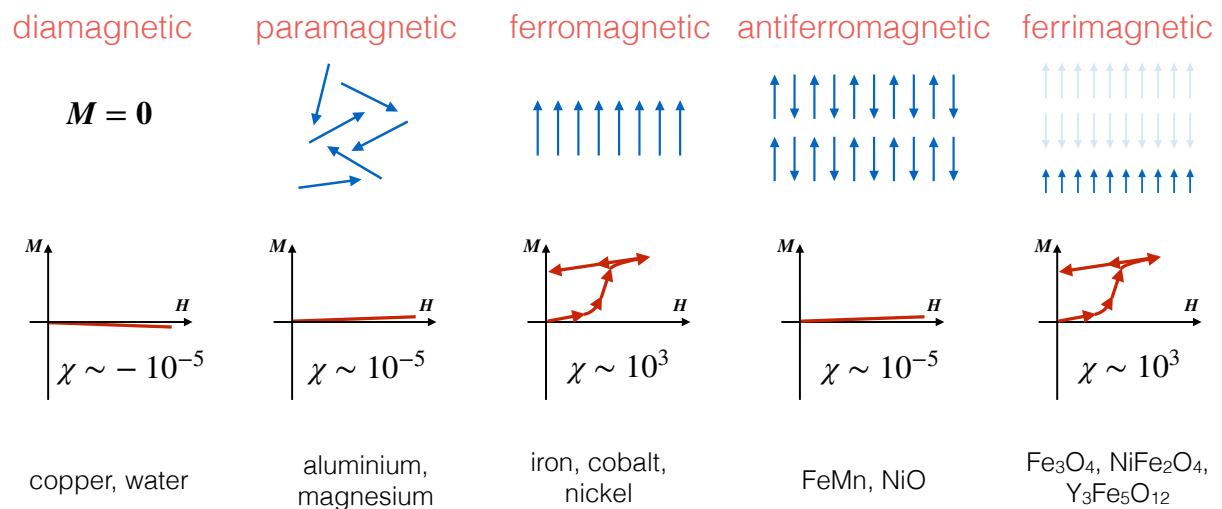 diamagnetic
paramagnetic
ferromagnetic
antiferromagnetic
ferrimagnetic
M = 0
M
H
M
H
M
H
M
H
M
H
χ ~ − 10⁻⁵
χ ~ 10⁻⁵
χ ~ 10³
χ ~ 10⁻⁵
χ ~ 10³
copper, water
aluminium,
magnesium
iron, cobalt,
nickel
FeMn, NiO
Fe₃O₄, NiFe₂O₄,
Y₃Fe₅O₁₂